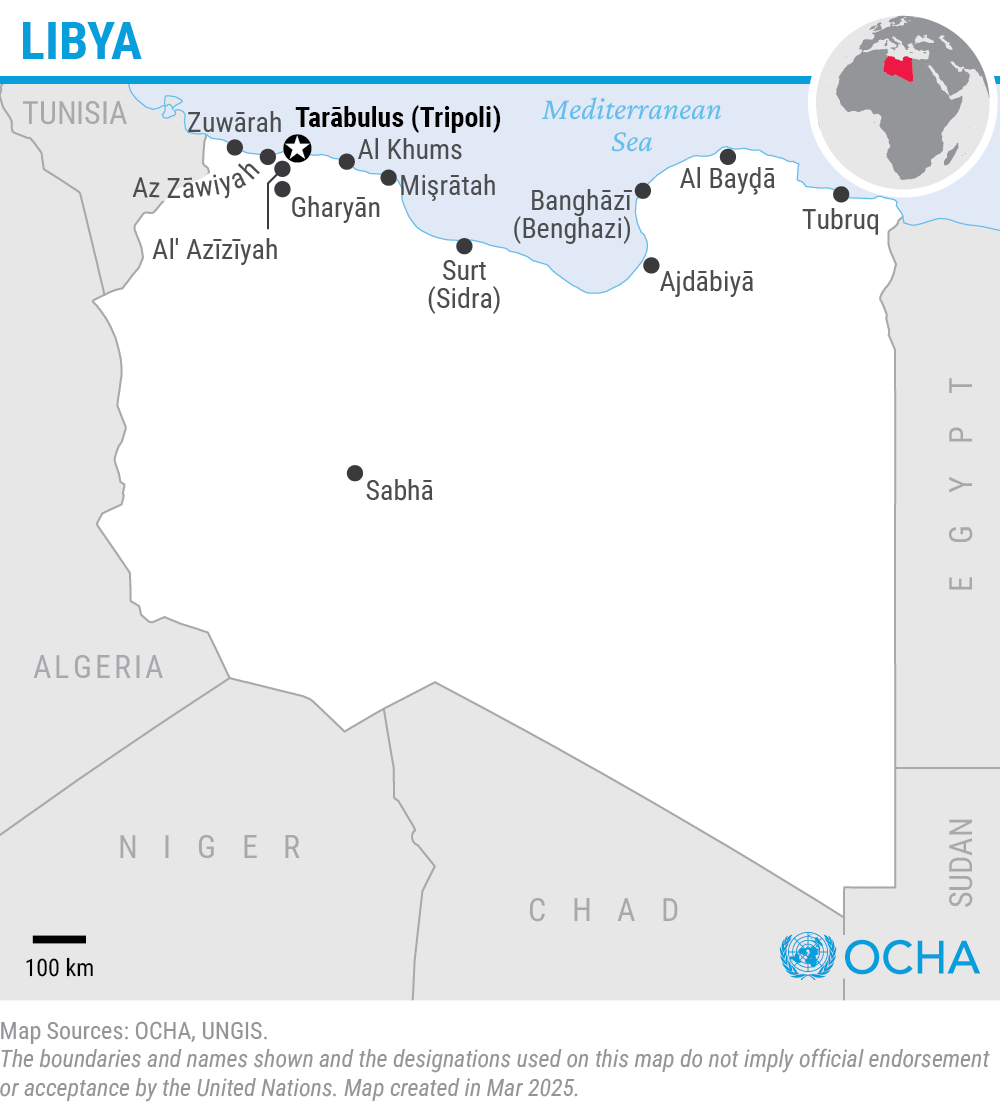 LIBYA
TUNISIA
Zuwārah
Tarābulus (Tripoli)
Mediterranean
Sea
Al Khums
Az Zāwiyah
Mişrātah
Gharyān
Al' Azīzīyah
Surt
(Sidra)
Banghāzī
(Benghazi)
Al Bayḑā
Tubruq
Ajdābiyā
Sabhā
EGYPT
ALGERIA
NIGER
CHAD
SUDAN
100 km
OCHA
Map Sources: OCHA, UNGIS.
The boundaries and names shown and the designations used on this map do not imply official endorsement
or acceptance by the United Nations. Map created in Mar 2025.